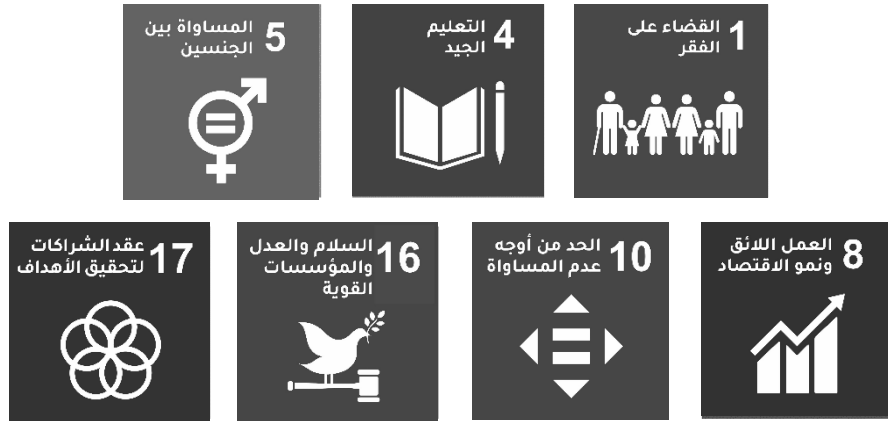 1 القضاء على
الفقر
4 التعليم
الجيد
5 المساواة بين
الجنسين
8 العمل اللائق
ونمو الاقتصاد
10 الحد من أوجه
عدم المساواة
16 السلام والعدل
والمؤسسات
القوية
17 عقد الشراكات
لتحقيق الأهداف